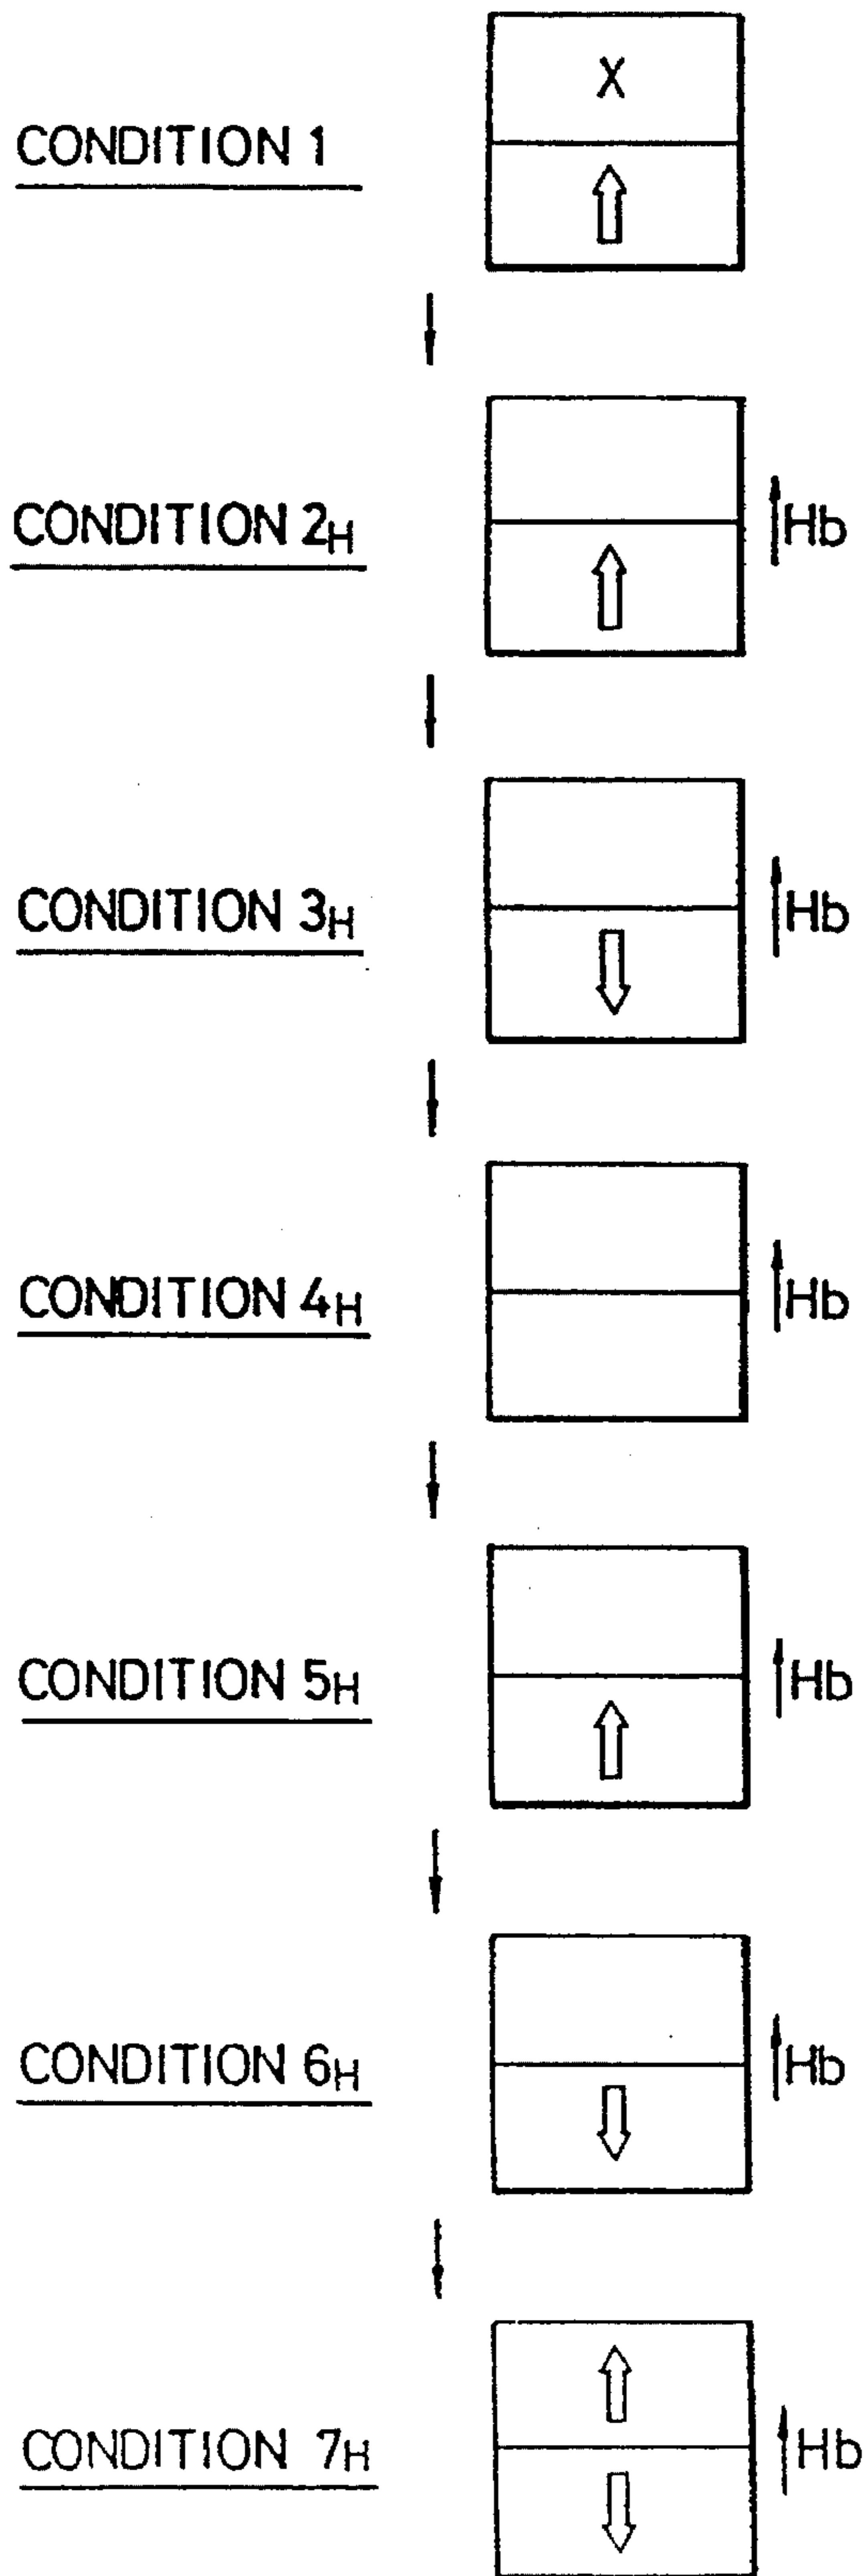 X
CONDITION 1
CONDITION 2H Hb
CONDITION 3H Hb
CONDITION 4H Hb
CONDITION 5H Hb
CONDITION 6H Hb
CONDITION 7H Hb